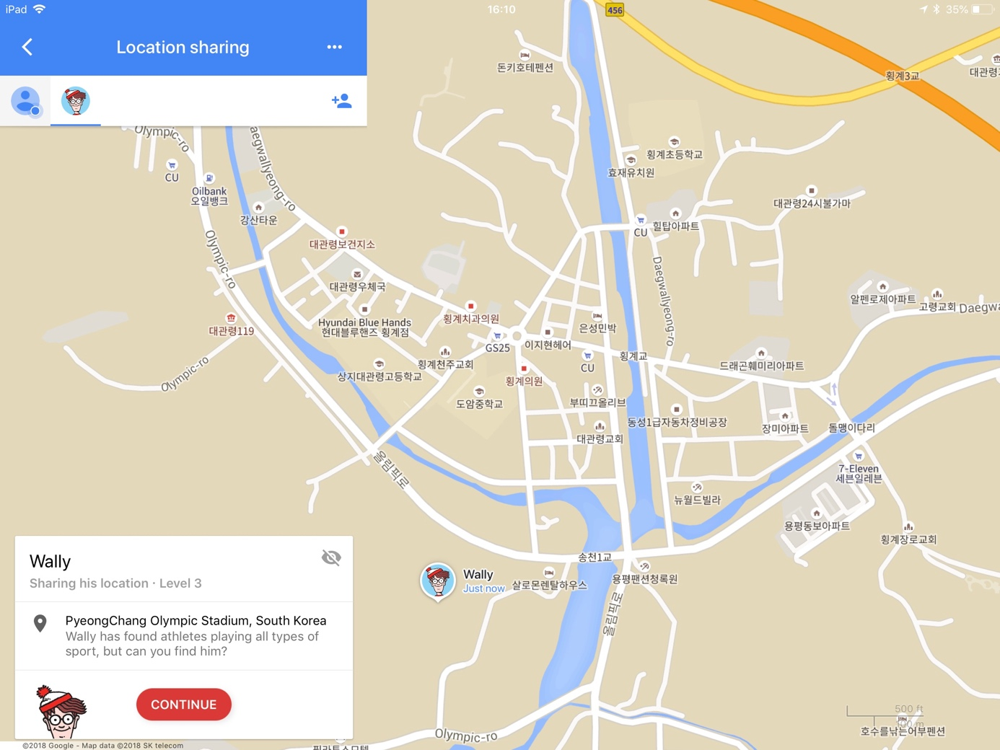 iPad
16:10
35%
456
Location sharing
돈키호테펜션
횡계3교
Olympic-ro
CU
Oilbank
오일뱅크
강산타운
횡계초등학교
효재유치원
대관령24시불가마
CU
힐탑아파트
Olympic-ro
대관령보건지소
대관령우체국
Daegwallyeong-ro
알펜로제아파트
고령교회
횡계치과의원
Hyundai Blue Hands
현대블루핸즈 횡계점
대관령119
은성민박
GS25
이지현헤어
횡계교
횡계천주교회
CU
드래곤훼미리아파트
Olympic-ro
상지대관령고등학교
횡계의원
도암중학교
부띠끄올리브
동성1급자동차정비공장
장미아파트
돌맹이다리
대관령교회
올림픽로
7-Eleven
세븐일레븐
뉴월드빌라
용평동보아파트
횡계장로교회
송천1교
Wally
Just now
살로몬렌탈하우스
용평팬션청록원
올림픽로
Wally
Sharing his location · Level 3
PyeongChang Olympic Stadium, South Korea
Wally has found athletes playing all types of
sport, but can you find him?
CONTINUE
500 ft
100 m
호수를낚는어부펜션
Olympic-ro
©2018 Google - Map data ©2018 SK telecom